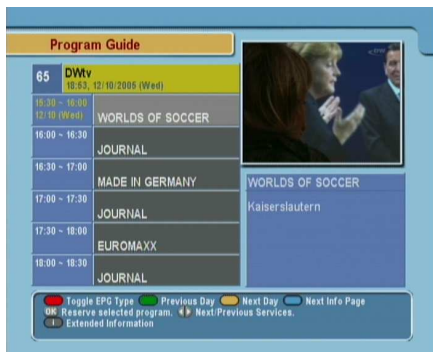 Program Guide
65 DWtv
18:53, 12/10/2005 (Wed)
15:30 ~ 16:00
12/10 (Wed) WORLDS OF SOCCER
16:00 ~ 16:30
JOURNAL
16:30 ~ 17:00
MADE IN GERMANY
17:00 ~ 17:30
JOURNAL
17:30 ~ 18:00
EUROMAXX
18:00 ~ 18:30
JOURNAL
WORLDS OF SOCCER
Kaiserslautern
Toggle EPG Type Previous Day Next Day Next Info Page
OK Reserve selected program. Next/Previous Services.
i Extended Information